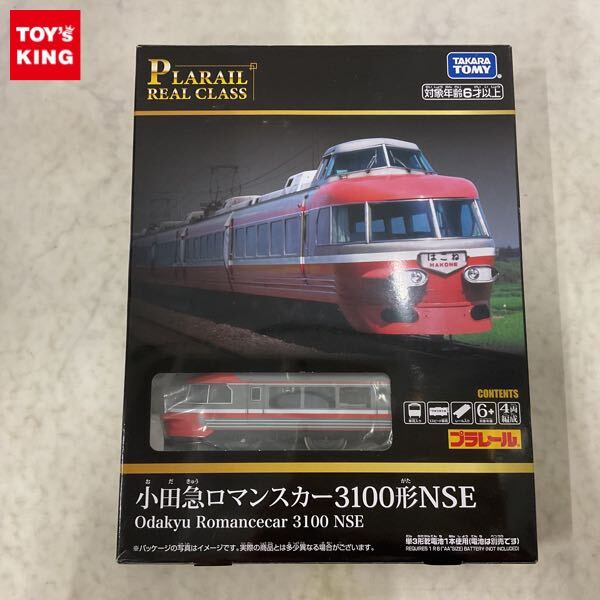 TOY's
KING
PLARAIL
REAL CLASS
TAKARA
TOMY
対象年齢6才以上
はこね
HAKONE
CONTENTS
6+
4両
編成
プラレール
お だ きゅう がた
小田急ロマンスカー3100形NSE
Odakyu Romancecar 3100 NSE
※パッケージの写真はイメージです。実際の商品とは多少異なる場合がございます。
単3形乾電池1本使用(電池は別売です)
REQUIRES 1 R6 ("AA"SIZE) BATTERY (NOT INCLUDED)